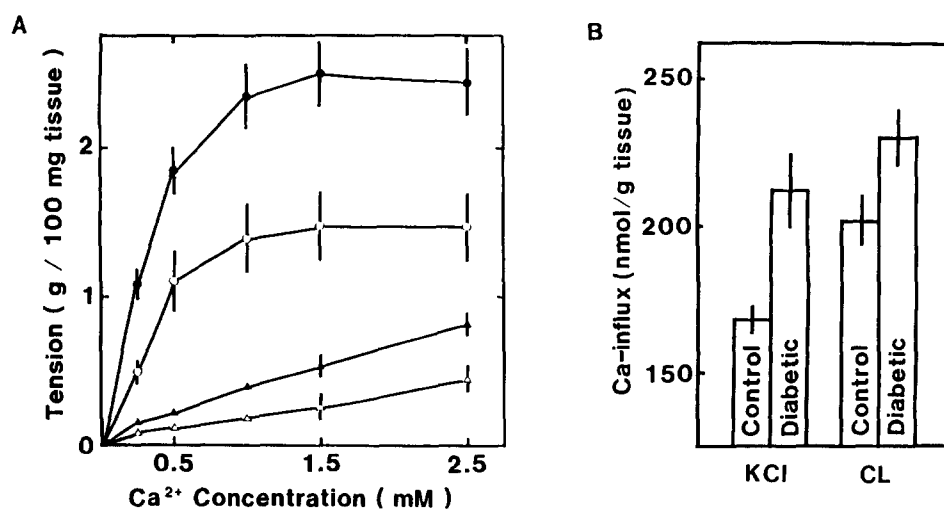 A
Tension ( g / 100 mg tissue)
2
1
0
0.5
1.5
2.5
Ca²⁺ Concentration ( mM )
B
Ca-influx (nmol/g tissue)
250
200
150
Control
Diabetic
Control
Diabetic
KCl
CL